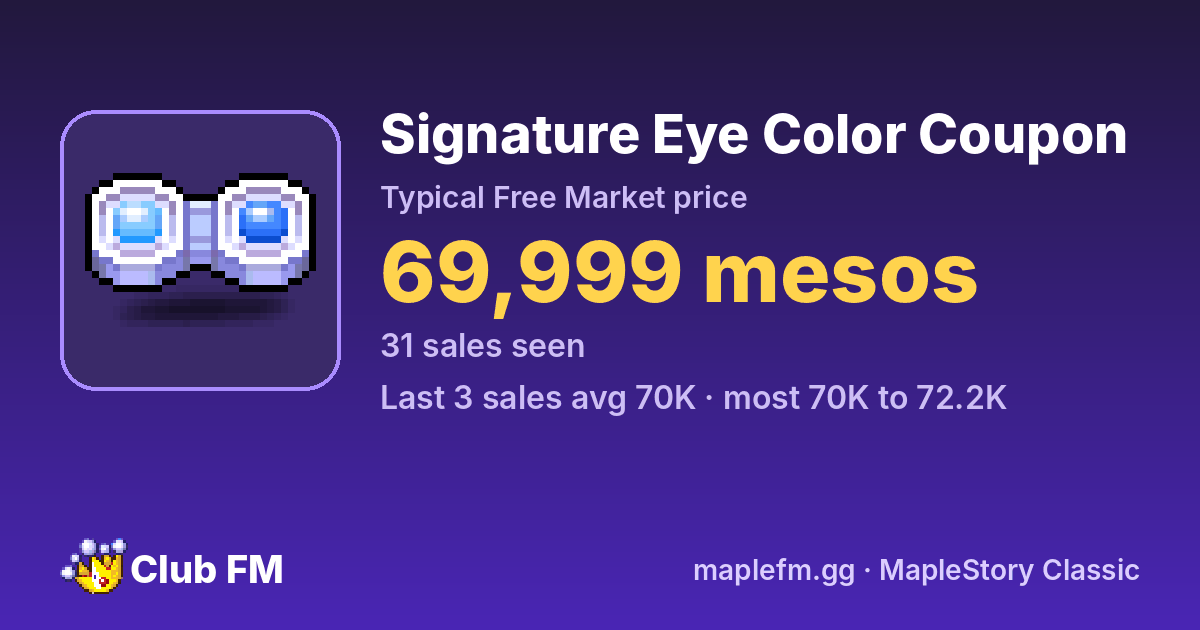 Signature Eye Color Coupon
Typical Free Market price
69,999 mesos
31 sales seen
Last 3 sales avg 70K · most 70K to 72.2K
Club FM
maplefm.gg · MapleStory Classic